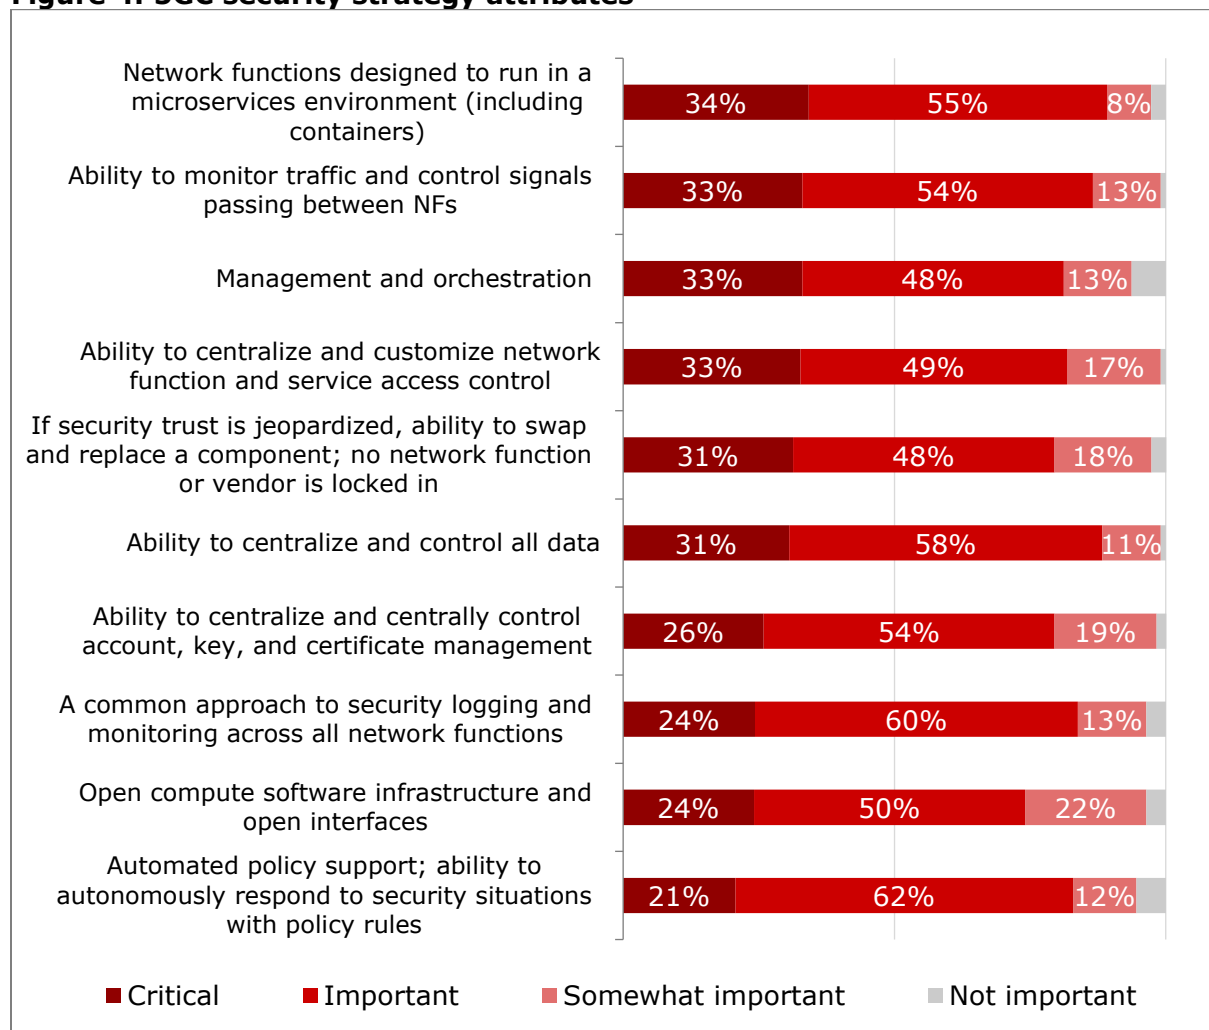 Figure 4: 5GC security strategy attributes
Network functions designed to run in a
microservices environment (including
containers)
34% 55% 8%
Ability to monitor traffic and control signals
passing between NFs
33% 54% 13%
Management and orchestration
33% 48% 13%
Ability to centralize and customize network
function and service access control
33% 49% 17%
If security trust is jeopardized, ability to swap
and replace a component; no network function
or vendor is locked in
31% 48% 18%
Ability to centralize and control all data
31% 58% 11%
Ability to centralize and centrally control
account, key, and certificate management
26% 54% 19%
A common approach to security logging and
monitoring across all network functions
24% 60% 13%
Open compute software infrastructure and
open interfaces
24% 50% 22%
Automated policy support; ability to
autonomously respond to security situations
with policy rules
21% 62% 12%
Critical Important Somewhat important Not important